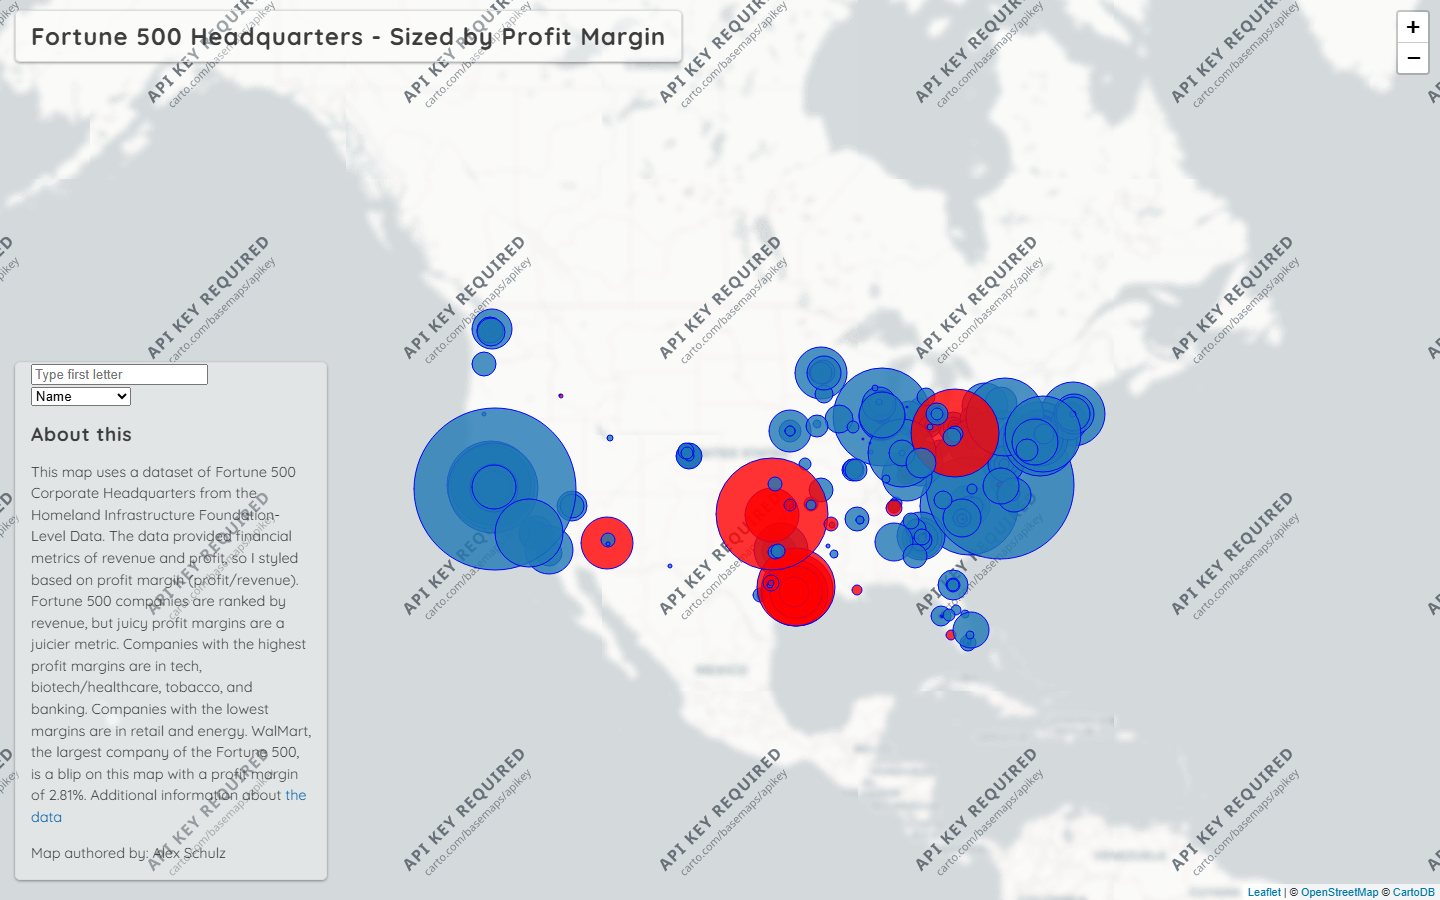 Fortune 500 Headquarters - Sized by Profit Margin
+
−
API KEY REQUIRED
carto.com/basemaps/apikey
Type first letter
Name
About this
This map uses a dataset of Fortune 500
Corporate Headquarters from the
Homeland Infrastructure Foundation-
Level Data. The data provided financial
metrics of revenue and profit, so I styled
based on profit margin (profit/revenue).
Fortune 500 companies are ranked by
revenue, but juicy profit margins are a
juicier metric. Companies with the highest
profit margins are in tech,
biotech/healthcare, tobacco, and
banking. Companies with the lowest
margins are in retail and energy. WalMart,
the largest company of the Fortune 500,
is a blip on this map with a profit margin
of 2.81%. Additional information about the
data
Map authored by: Alex Schulz
MEXICO
Leaflet | © OpenStreetMap © CartoDB